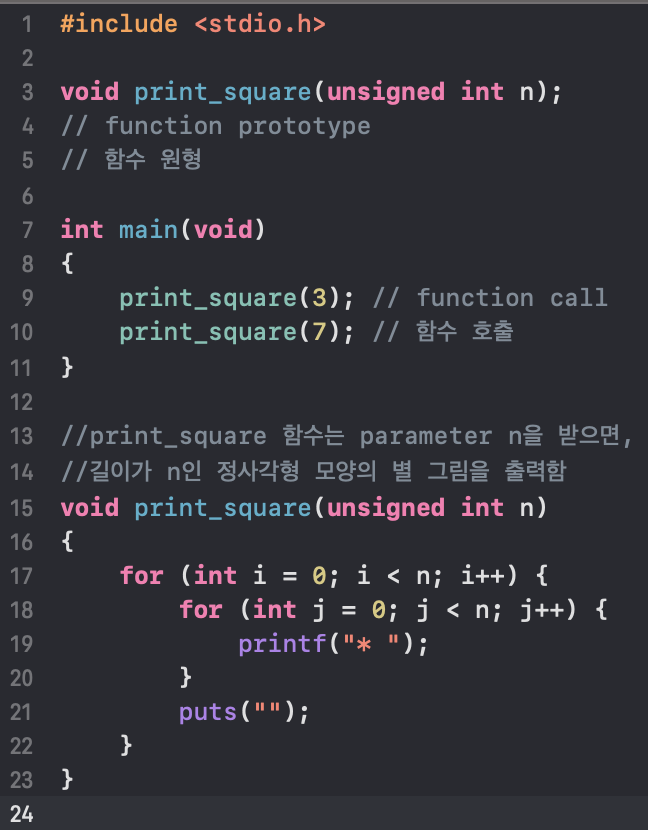 1 #include <stdio.h>
2
3 void print_square(unsigned int n);
4 // function prototype
5 // 함수 원형
6
7 int main(void)
8 {
9     print_square(3); // function call
10     print_square(7); // 함수 호출
11 }
12
13 //print_square 함수는 parameter n을 받으면,
14 //길이가 n인 정사각형 모양의 별 그림을 출력함
15 void print_square(unsigned int n)
16 {
17     for (int i = 0; i < n; i++) {
18         for (int j = 0; j < n; j++) {
19             printf("* ");
20         }
21         puts("");
22     }
23 }
24